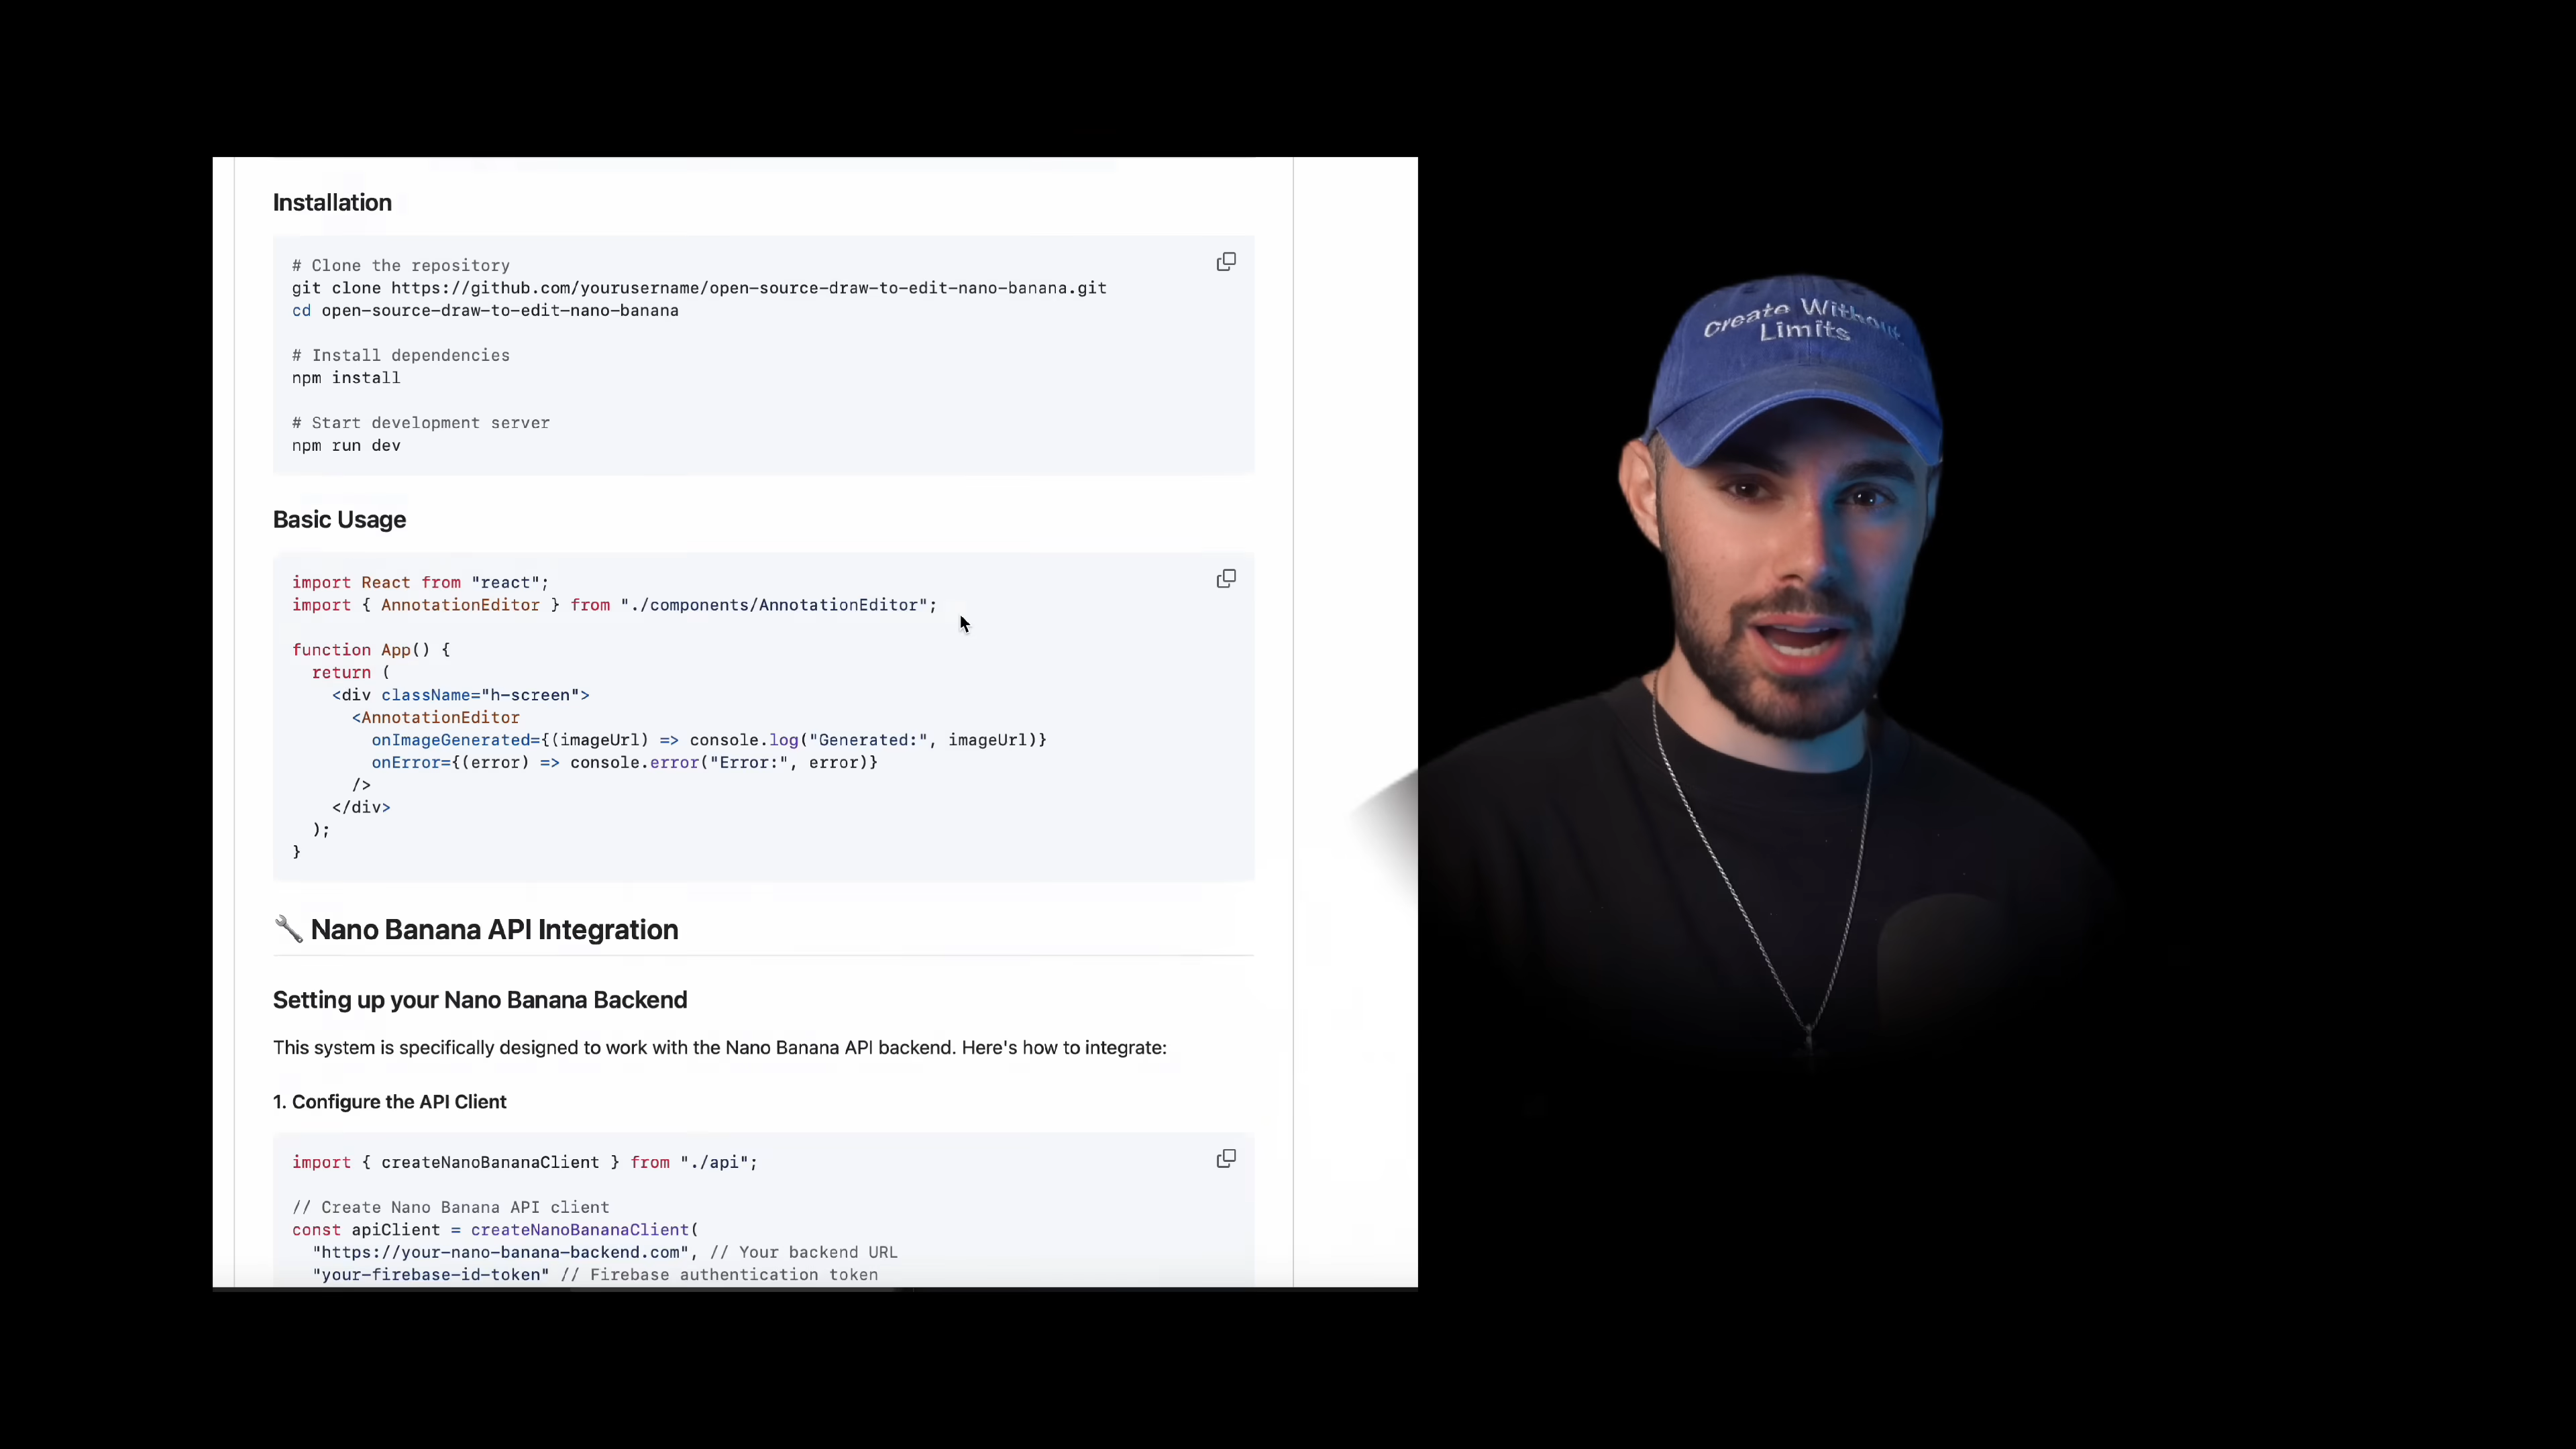 Installation
# Clone the repository
git clone https://github.com/yourusername/open-source-draw-to-edit-nano-banana.git
cd open-source-draw-to-edit-nano-banana
# Install dependencies
npm install
# Start development server
npm run dev
Basic Usage
import React from "react";
import { AnnotationEditor } from "./components/AnnotationEditor";
function App() {
  return (
    <div className="h-screen">
      <AnnotationEditor
        onImageGenerated={(imageUrl) => console.log("Generated:", imageUrl)}
        onError={(error) => console.error("Error:", error)}
      />
    </div>
  );
}
🔧 Nano Banana API Integration
Setting up your Nano Banana Backend
This system is specifically designed to work with the Nano Banana API backend. Here's how to integrate:
1. Configure the API Client
import { createNanoBananaClient } from "./api";
// Create Nano Banana API client
const apiClient = createNanoBananaClient(
  "https://your-nano-banana-backend.com", // Your backend URL
  "your-firebase-id-token" // Firebase authentication token
Create Without
Limits